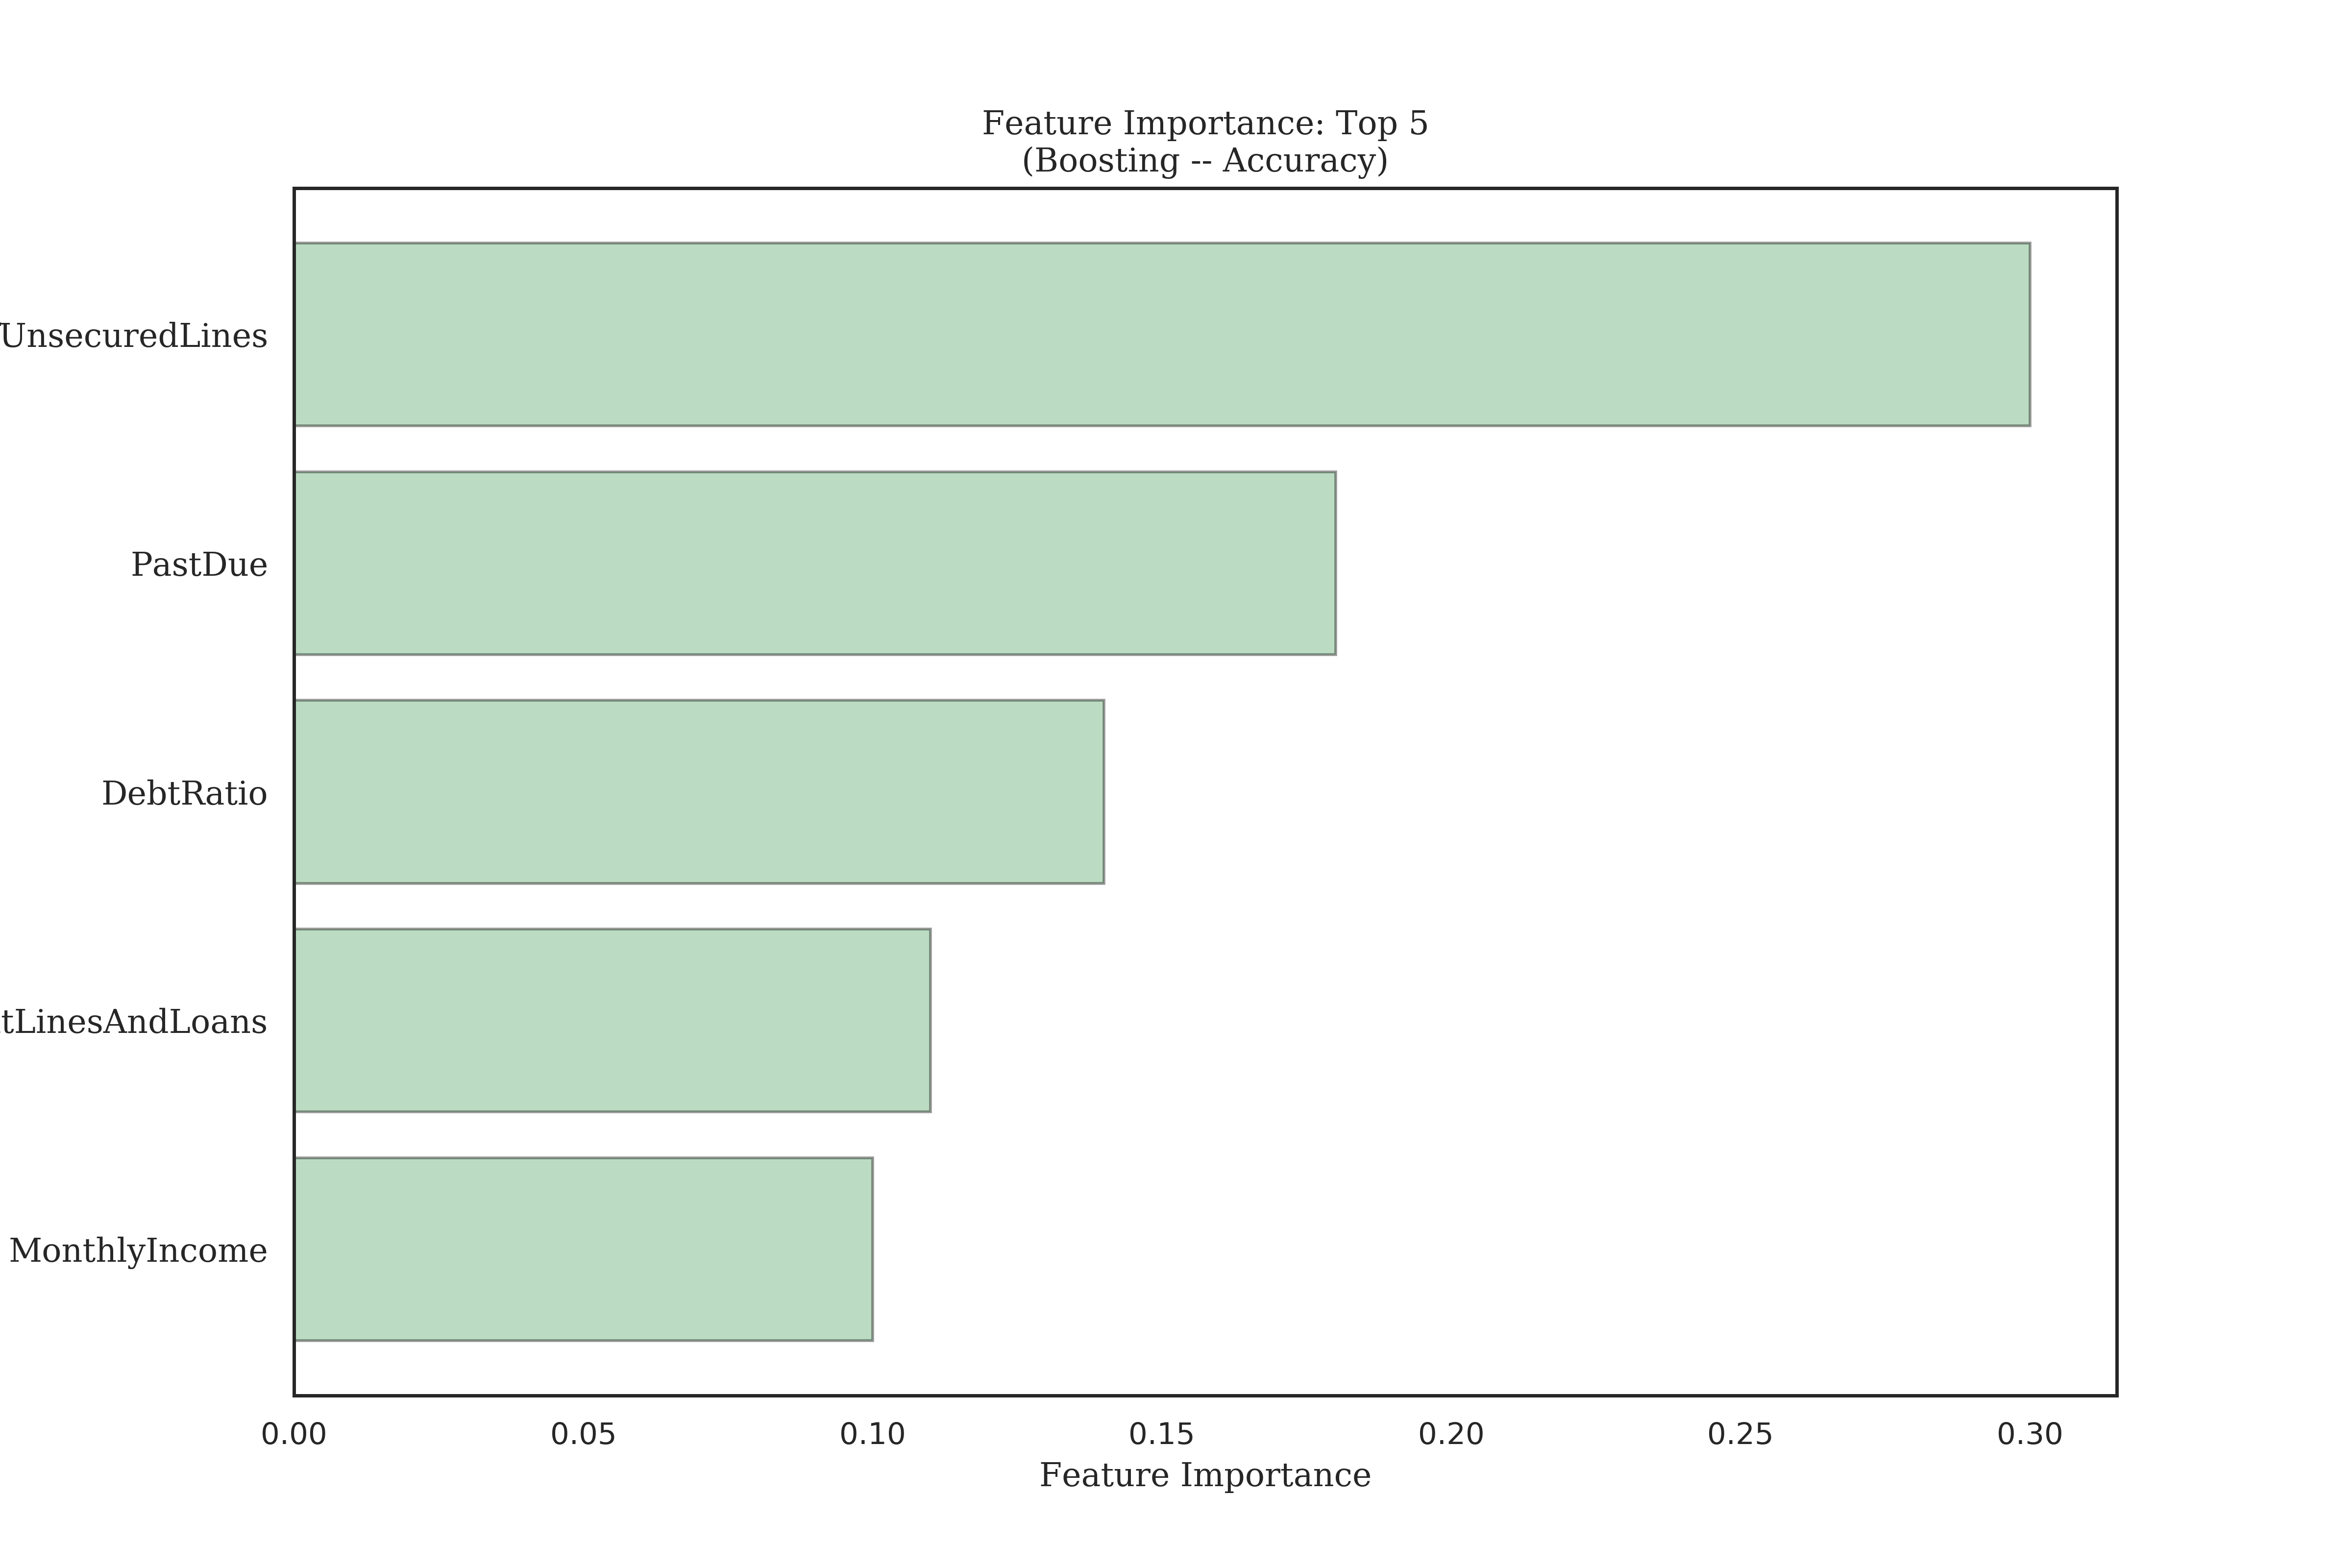 Feature Importance: Top 5
(Boosting -- Accuracy)
UnsecuredLines
PastDue
DebtRatio
tLinesAndLoans
MonthlyIncome
0.00 0.05 0.10 0.15 0.20 0.25 0.30
Feature Importance